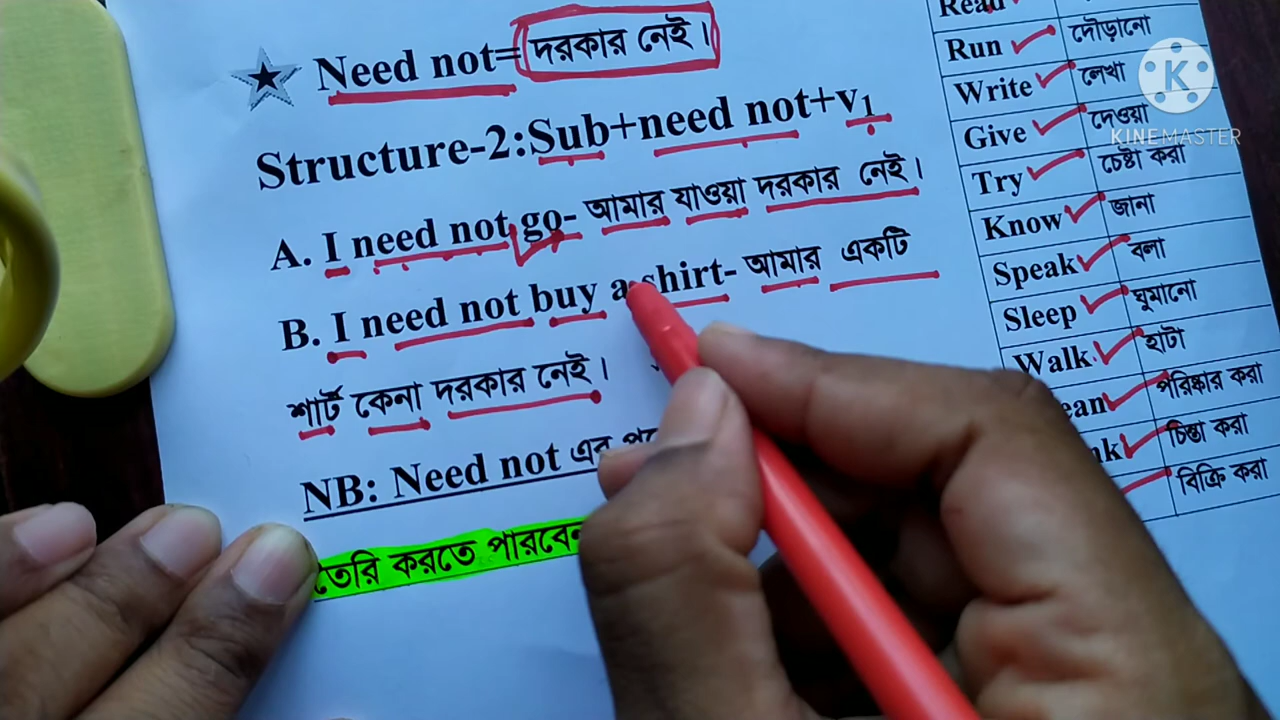 Need not= দরকার নেই।
Structure-2:Sub+need not+v1
A. I need not go- আমার যাওয়া দরকার নেই।
B. I need not buy a shirt- আমার একটি
শার্ট কেনা দরকার নেই।
NB: Need not এর
তৈরি করতে পারবেন
Read
Run দৌড়ানো
Write লেখা
Give দেওয়া
Try চেষ্টা করা
Know জানা
Speak বলা
Sleep ঘুমানো
Walk হাটা
পরিষ্কার করা
চিন্তা করা
বিক্রি করা
K
KINEMASTER